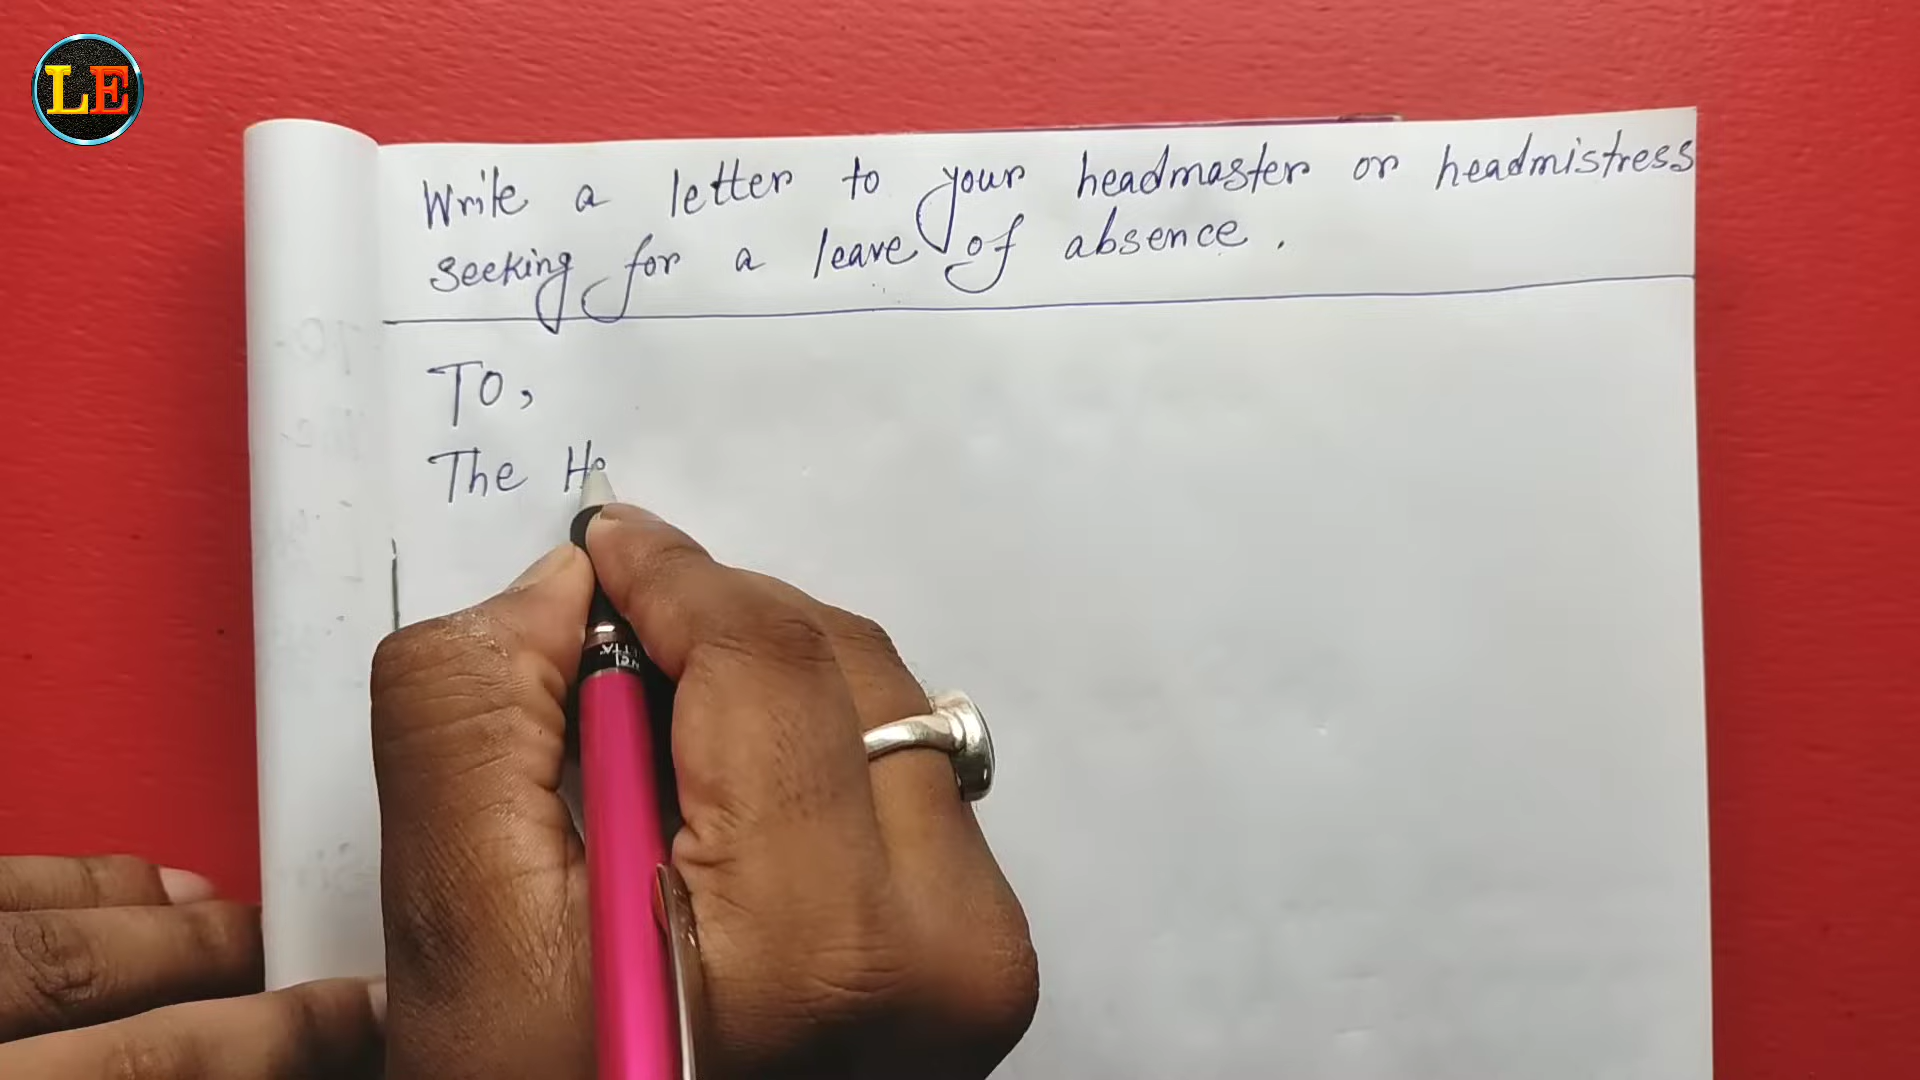 LE
Write a letter to your headmaster or headmistress
seeking for a leave of absence.
TO,
The H